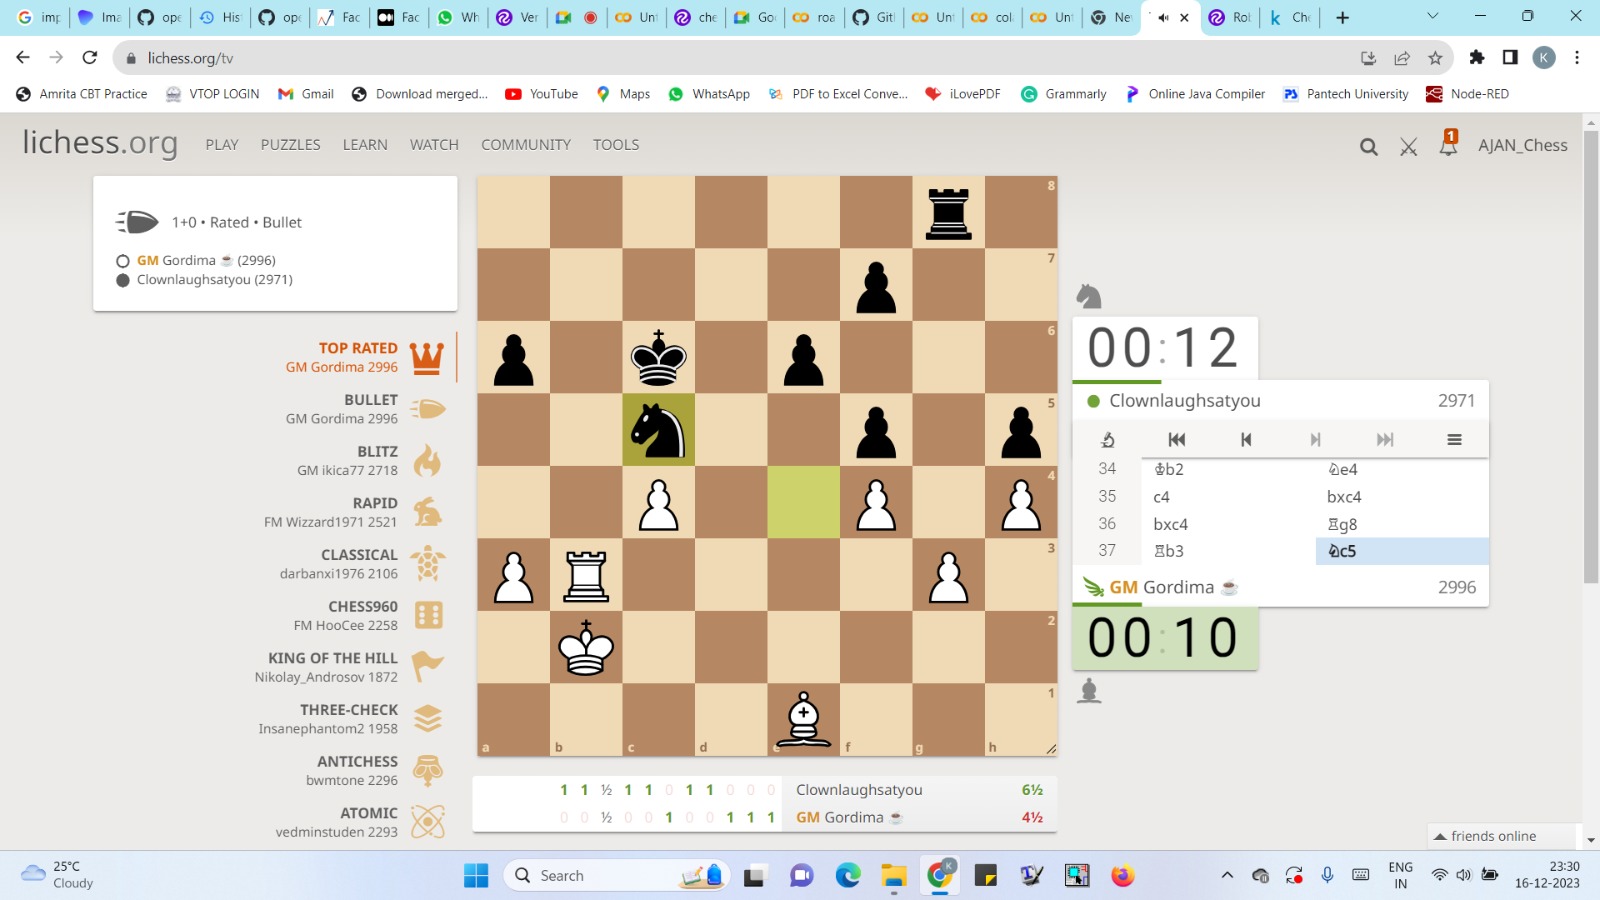 imp
Ima
ope
His
ope
Fac
Fac
Wh
Ver
Unt
che
Goo
roa
Git
Unt
col
Unt
Ne
Rob
Che
lichess.org/tv
K
Amrita CBT Practice
VTOP LOGIN
Gmail
Download merged...
YouTube
Maps
WhatsApp
PDF to Excel Conve...
iLovePDF
Grammarly
Online Java Compiler
Pantech University
Node-RED
lichess.org
PLAY
PUZZLES
LEARN
WATCH
COMMUNITY
TOOLS
1
AJAN_Chess
1+0 • Rated • Bullet
GM Gordima (2996)
Clownlaughsatyou (2971)
TOP RATED
GM Gordima 2996
BULLET
GM Gordima 2996
BLITZ
GM ikica77 2718
RAPID
FM Wizzard1971 2521
CLASSICAL
darbanxi1976 2106
CHESS960
FM HooCee 2258
KING OF THE HILL
Nikolay_Androsov 1872
THREE-CHECK
Insanephantom2 1958
ANTICHESS
bwmtone 2296
ATOMIC
vedminstuden 2293
8
7
6
5
4
3
2
1
a b c d e f g h
00:12
Clownlaughsatyou 2971
34 ♔b2 ♘e4
35 c4 bxc4
36 bxc4 ♖g8
37 ♖b3 ♞c5
GM Gordima 2996
00:10
1 1 ½ 1 1 0 1 1 0 0 0 Clownlaughsatyou 6½
0 0 ½ 0 0 1 0 0 1 1 1 GM Gordima 4½
friends online
25°C
Cloudy
Search
K
ENG
IN
23:30
16-12-2023